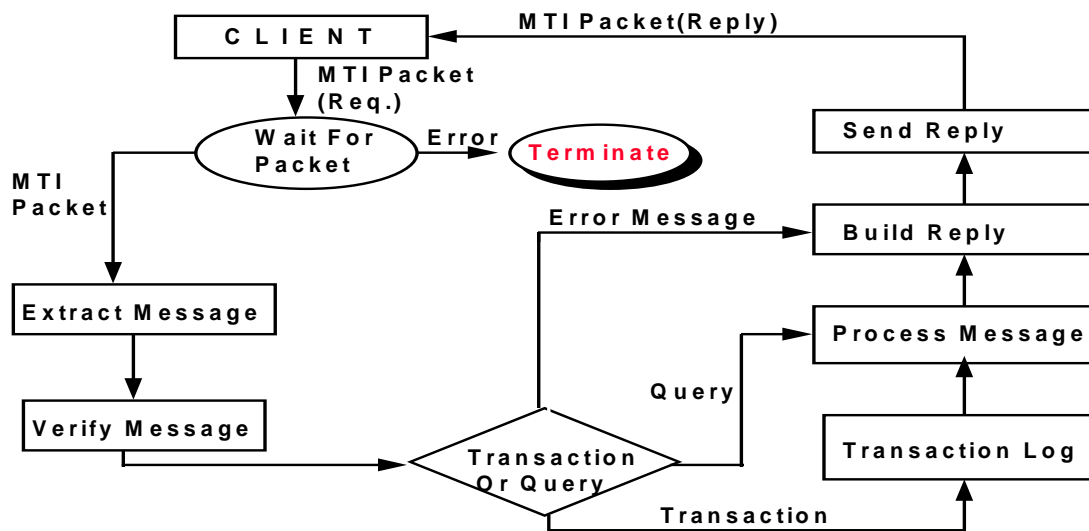 CLIENT
MTI Packet(Reply)
MTI Packet
(Req.)
Wait For
Packet
Error
Terminate
Send Reply
MTI
Packet
Error Message
Build Reply
Extract Message
Process Message
Query
Verify Message
Transaction
Or Query
Transaction Log
Transaction